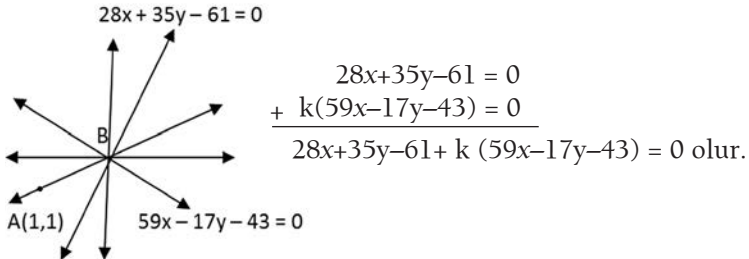 28x + 35y – 61 = 0
B
A(1,1)
59x – 17y – 43 = 0
28x+35y–61 = 0
+ k(59x–17y–43) = 0
28x+35y–61+ k (59x–17y–43) = 0 olur.